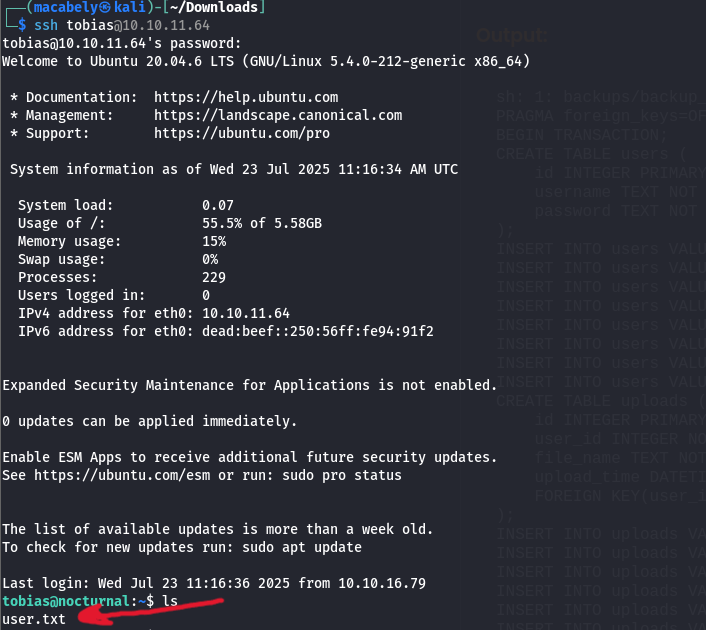 ┌──(macabely㉿kali)-[~/Downloads]
└─$ ssh tobias@10.10.11.64
tobias@10.10.11.64's password:
Welcome to Ubuntu 20.04.6 LTS (GNU/Linux 5.4.0-212-generic x86_64)
* Documentation: https://help.ubuntu.com
* Management: https://landscape.canonical.com
* Support: https://ubuntu.com/pro
System information as of Wed 23 Jul 2025 11:16:34 AM UTC
System load: 0.07
Usage of /: 55.5% of 5.58GB
Memory usage: 15%
Swap usage: 0%
Processes: 229
Users logged in: 0
IPv4 address for eth0: 10.10.11.64
IPv6 address for eth0: dead:beef::250:56ff:fe94:91f2
Expanded Security Maintenance for Applications is not enabled.
0 updates can be applied immediately.
Enable ESM Apps to receive additional future security updates.
See https://ubuntu.com/esm or run: sudo pro status
The list of available updates is more than a week old.
To check for new updates run: sudo apt update
Last login: Wed Jul 23 11:16:36 2025 from 10.10.16.79
tobias@nocturnal:~$ ls
user.txt
Output:
sh: 1: backups/backup_
PRAGMA foreign_keys=OF
BEGIN TRANSACTION;
CREATE TABLE users (
id INTEGER PRIMARY
username TEXT NOT
password TEXT NOT
);
INSERT INTO users VALU
INSERT INTO users VALU
INSERT INTO users VALU
INSERT INTO users VALU
INSERT INTO users VALU
INSERT INTO users VALU
INSERT INTO users VALU
INSERT INTO users VALU
CREATE TABLE uploads (
id INTEGER PRIMARY
user_id INTEGER NO
file_name TEXT NOT
upload_time DATETI
FOREIGN KEY(user_i
);
INSERT INTO uploads VA
INSERT INTO uploads VA
INSERT INTO uploads VA
INSERT INTO uploads VA
INSERT INTO uploads VA
INSERT INTO uploads VA